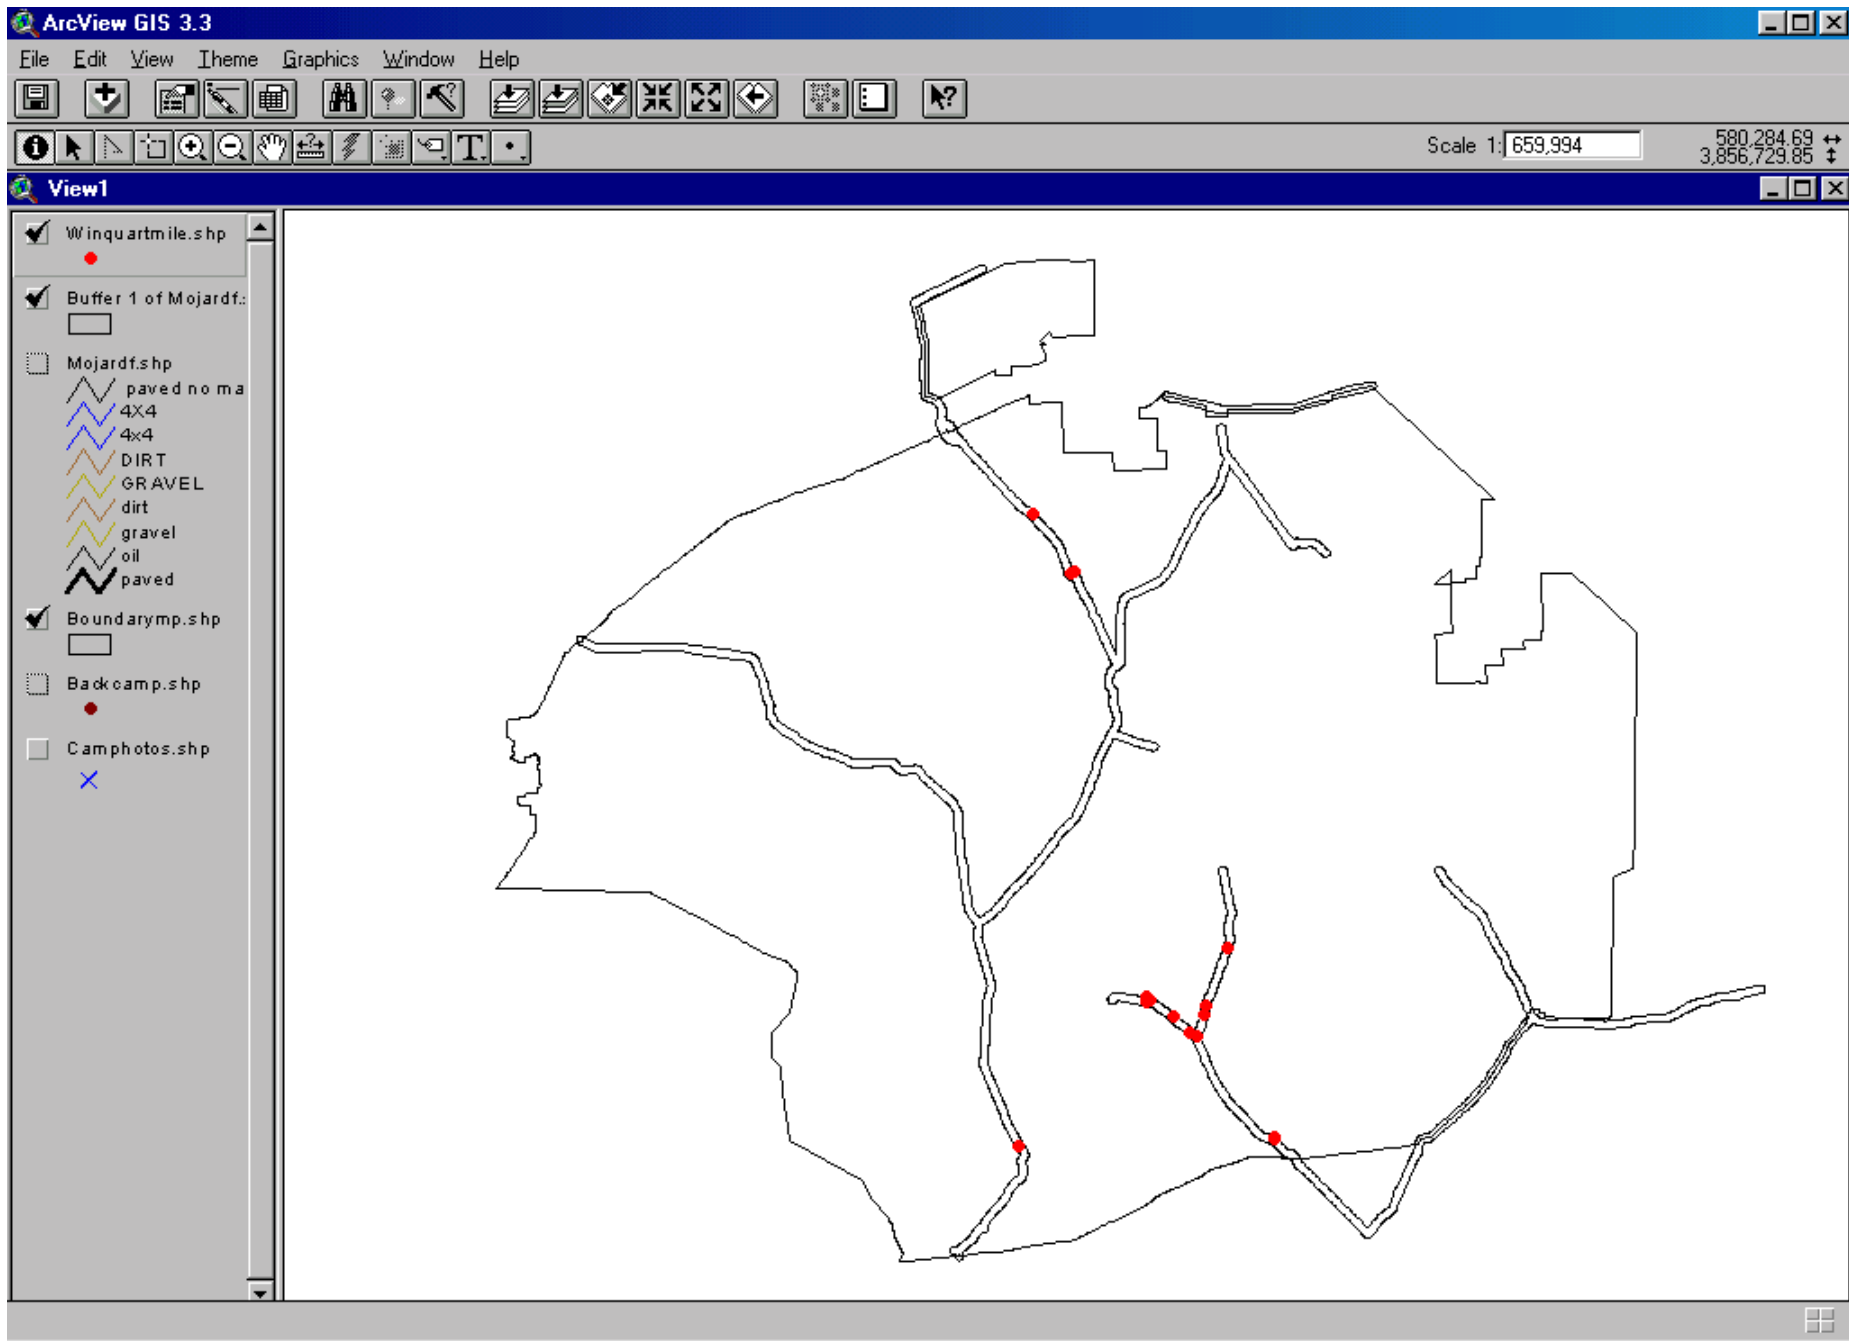 ArcView GIS 3.3
File Edit View Theme Graphics Window Help
Scale 1: 659,994
580,284.69
3,856,729.85
View1
Winquartmile.shp
Buffer 1 of Mojardf.:
Mojardf.shp
paved no ma
4X4
4x4
DIRT
GRAVEL
dirt
gravel
oil
paved
Boundarymp.shp
Backcamp.shp
Camphotos.shp